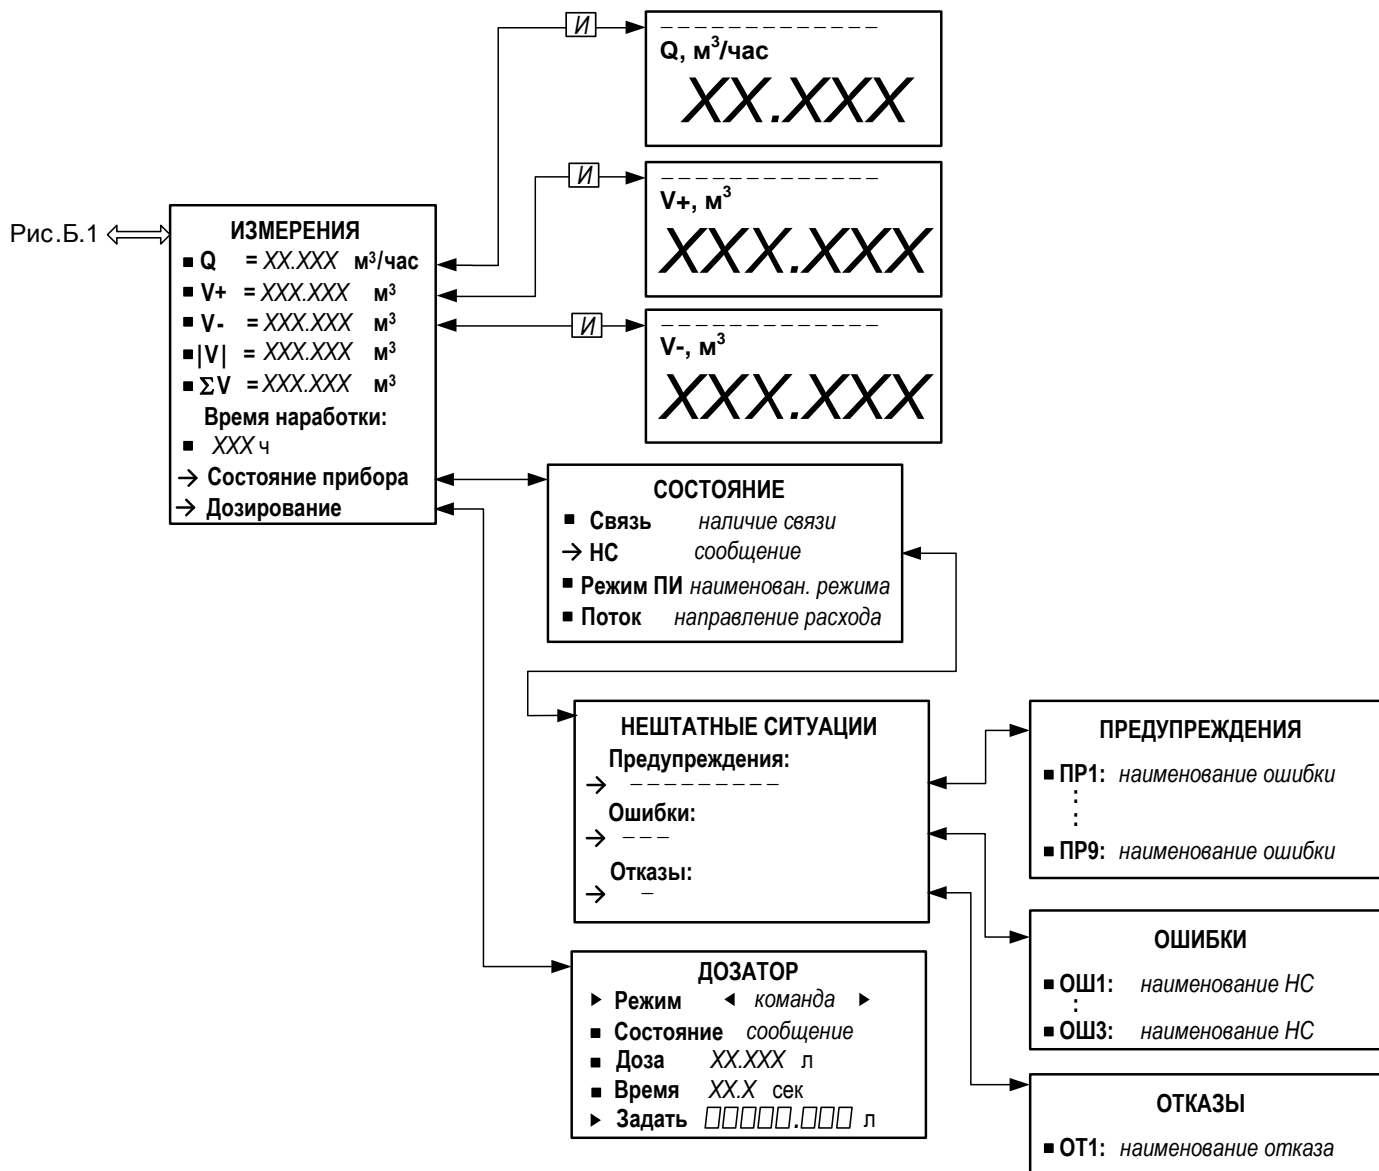 И
Q, м³/час
XX.XXX
И
V+, м³
XXX.XXX
Рис.Б.1
ИЗМЕРЕНИЯ
Q = XX.XXX м³/час
V+ = XXX.XXX м³
V- = XXX.XXX м³
|V| = XXX.XXX м³
ΣV = XXX.XXX м³
Время наработки:
XXX ч
→ Состояние прибора
→ Дозирование
И
V-, м³
XXX.XXX
СОСТОЯНИЕ
Связь наличие связи
→ НС сообщение
Режим ПИ наименован. режима
Поток направление расхода
НЕШТАТНЫЕ СИТУАЦИИ
Предупреждения:
→ _ _ _ _ _ _ _ _ _
Ошибки:
→ _ _ _
Отказы:
→ _
ПРЕДУПРЕЖДЕНИЯ
ПР1: наименование ошибки
ПР9: наименование ошибки
ОШИБКИ
ОШ1: наименование НС
ОШ3: наименование НС
ОТКАЗЫ
ОТ1: наименование отказа
ДОЗАТОР
Режим ◄ команда ►
Состояние сообщение
Доза XX.XXX л
Время XX.X сек
Задать □□□□□.□□□ л